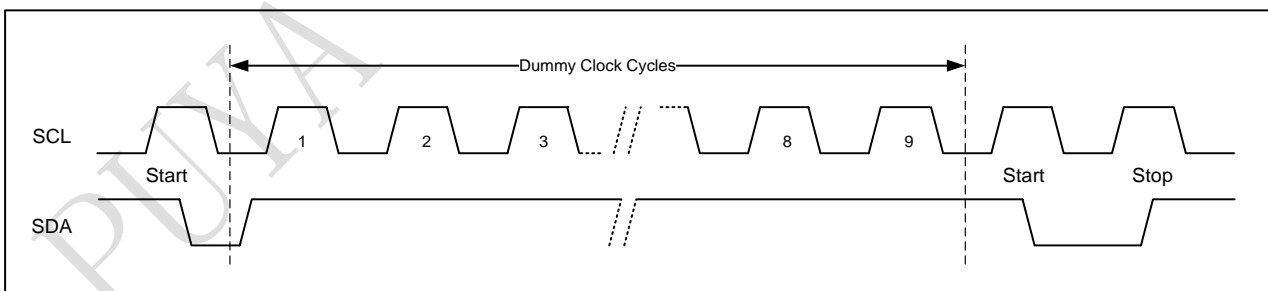 Dummy Clock Cycles
SCL
1 2 3 8 9
Start Start Stop
SDA
PUYA